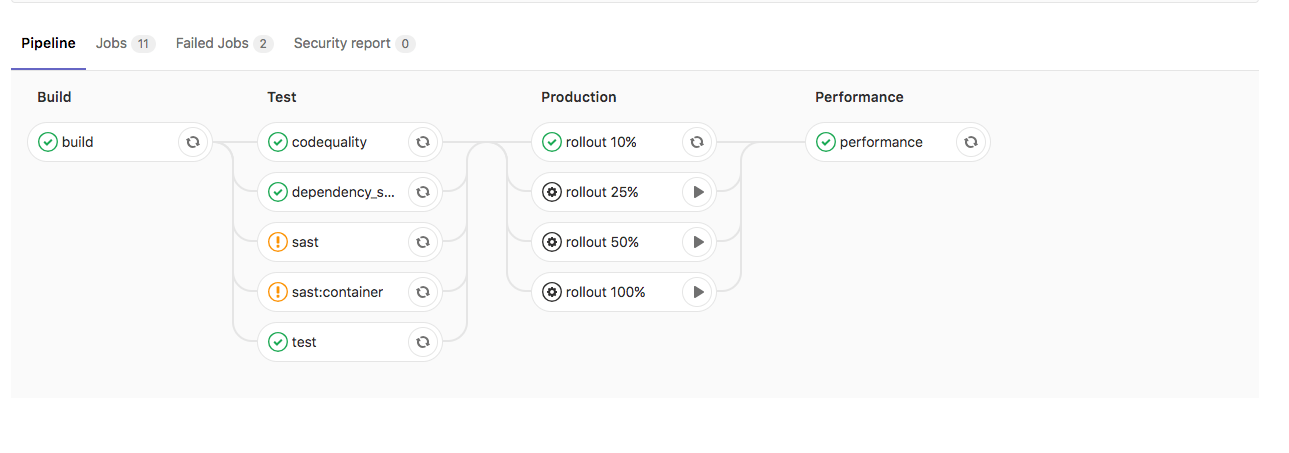 Pipeline Jobs 11 Failed Jobs 2 Security report 0
Build Test Production Performance
build codequality rollout 10% performance
dependency_s... rollout 25%
sast rollout 50%
sast:container rollout 100%
test